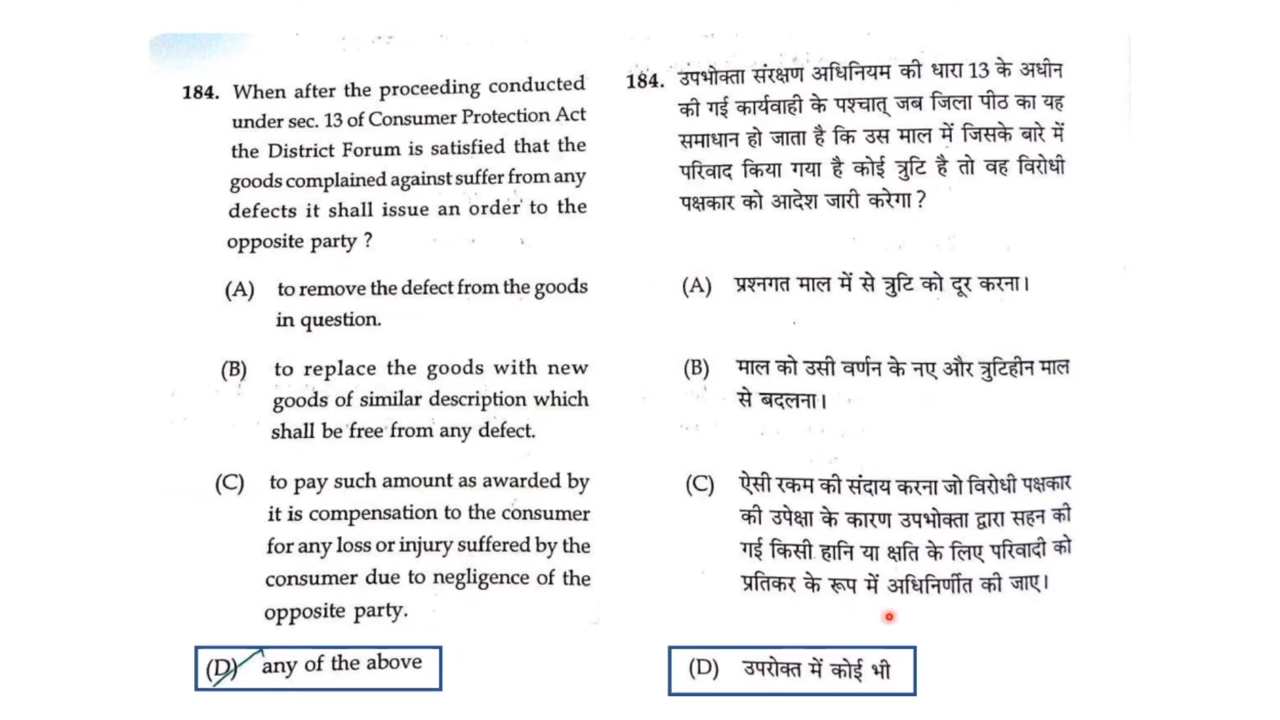 184. When after the proceeding conducted
under sec. 13 of Consumer Protection Act
the District Forum is satisfied that the
goods complained against suffer from any
defects it shall issue an order to the
opposite party ?
(A) to remove the defect from the goods
in question.
(B) to replace the goods with new
goods of similar description which
shall be free from any defect.
(C) to pay such amount as awarded by
it is compensation to the consumer
for any loss or injury suffered by the
consumer due to negligence of the
opposite party.
(D) any of the above
184. उपभोक्ता संरक्षण अधिनियम की धारा 13 के अधीन
की गई कार्यवाही के पश्चात् जब जिला पीठ का यह
समाधान हो जाता है कि उस माल में जिसके बारे में
परिवाद किया गया है कोई त्रुटि है तो वह विरोधी
पक्षकार को आदेश जारी करेगा ?
(A) प्रश्नगत माल में से त्रुटि को दूर करना।
(B) माल को उसी वर्णन के नए और त्रुटिहीन माल
से बदलना।
(C) ऐसी रकम की संदाय करना जो विरोधी पक्षकार
की उपेक्षा के कारण उपभोक्ता द्वारा सहन की
गई किसी हानि या क्षति के लिए परिवादी को
प्रतिकर के रूप में अधिनिर्णीत की जाए।
(D) उपरोक्त में कोई भी